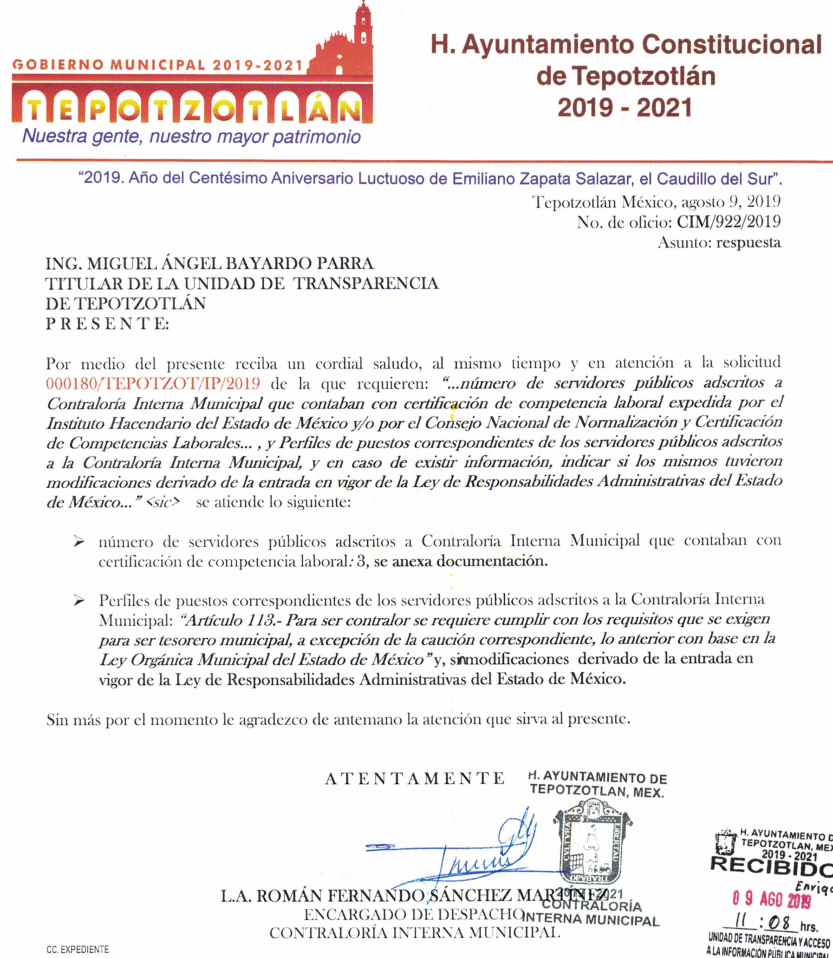 GOBIERNO MUNICIPAL 2019-2021
TEPOTZOTLÁN
Nuestra gente, nuestro mayor patrimonio
H. Ayuntamiento Constitucional
de Tepotzotlán
2019 - 2021
"2019. Año del Centésimo Aniversario Luctuoso de Emiliano Zapata Salazar, el Caudillo del Sur".
Tepotzotlán México, agosto 9, 2019
No. de oficio: CIM/922/2019
Asunto: respuesta
ING. MIGUEL ÁNGEL BAYARDO PARRA
TITULAR DE LA UNIDAD DE TRANSPARENCIA
DE TEPOTZOTLÁN
P R E S E N T E:
Por medio del presente reciba un cordial saludo, al mismo tiempo y en atención a la solicitud
000180/TEPOTZOT/IP/2019 de la que requieren: "...número de servidores públicos adscritos a
Contraloría Interna Municipal que contaban con certificación de competencia laboral expedida por el
Instituto Hacendario del Estado de México y/o por el Consejo Nacional de Normalización y Certificación
de Competencias Laborales... , y Perfiles de puestos correspondientes de los servidores públicos adscritos
a la Contraloría Interna Municipal, y en caso de existir información, indicar si los mismos tuvieron
modificaciones derivado de la entrada en vigor de la Ley de Responsabilidades Administrativas del Estado
de México..." <sic> se atiende lo siguiente:
➢ número de servidores públicos adscritos a Contraloría Interna Municipal que contaban con
certificación de competencia laboral: 3, se anexa documentación.
➢ Perfiles de puestos correspondientes de los servidores públicos adscritos a la Contraloría Interna
Municipal: "Artículo 113.- Para ser contralor se requiere cumplir con los requisitos que se exigen
para ser tesorero municipal, a excepción de la caución correspondiente, lo anterior con base en la
Ley Orgánica Municipal del Estado de México" y, sin modificaciones derivado de la entrada en
vigor de la Ley de Responsabilidades Administrativas del Estado de México.
Sin más por el momento le agradezco de antemano la atención que sirva al presente.
A T E N T A M E N T E
H. AYUNTAMIENTO DE
TEPOTZOTLAN, MEX.
L.A. ROMÁN FERNANDO SÁNCHEZ MARTÍNEZ
ENCARGADO DE DESPACHO
CONTRALORÍA INTERNA MUNICIPAL
CONTRALORÍA
INTERNA MUNICIPAL
H. AYUNTAMIENTO D
TEPOTZOTLAN, MEX
2019 - 2021
RECIBIDO
Enriq
09 AGO 2019
11:08 hrs.
UNIDAD DE TRANSPARENCIA Y ACCESO
A LA INFORMACIÓN PÚBLICA MUNICIPAL
CC. EXPEDIENTE